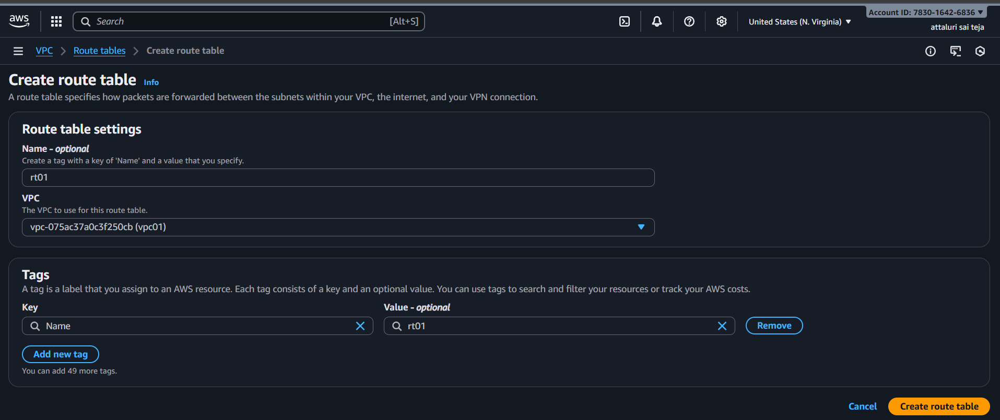 aws
Search [Alt+S]
United States (N. Virginia)
Account ID: 7830-1642-6836
attaluri sai teja
VPC Route tables Create route table
Create route table Info
A route table specifies how packets are forwarded between the subnets within your VPC, the internet, and your VPN connection.
Route table settings
Name - optional
Create a tag with a key of 'Name' and a value that you specify.
rt01
VPC
The VPC to use for this route table.
vpc-075ac37a0c3f250cb (vpc01)
Tags
A tag is a label that you assign to an AWS resource. Each tag consists of a key and an optional value. You can use tags to search and filter your resources or track your AWS costs.
Key Value - optional
Name rt01 Remove
Add new tag
You can add 49 more tags.
Cancel Create route table